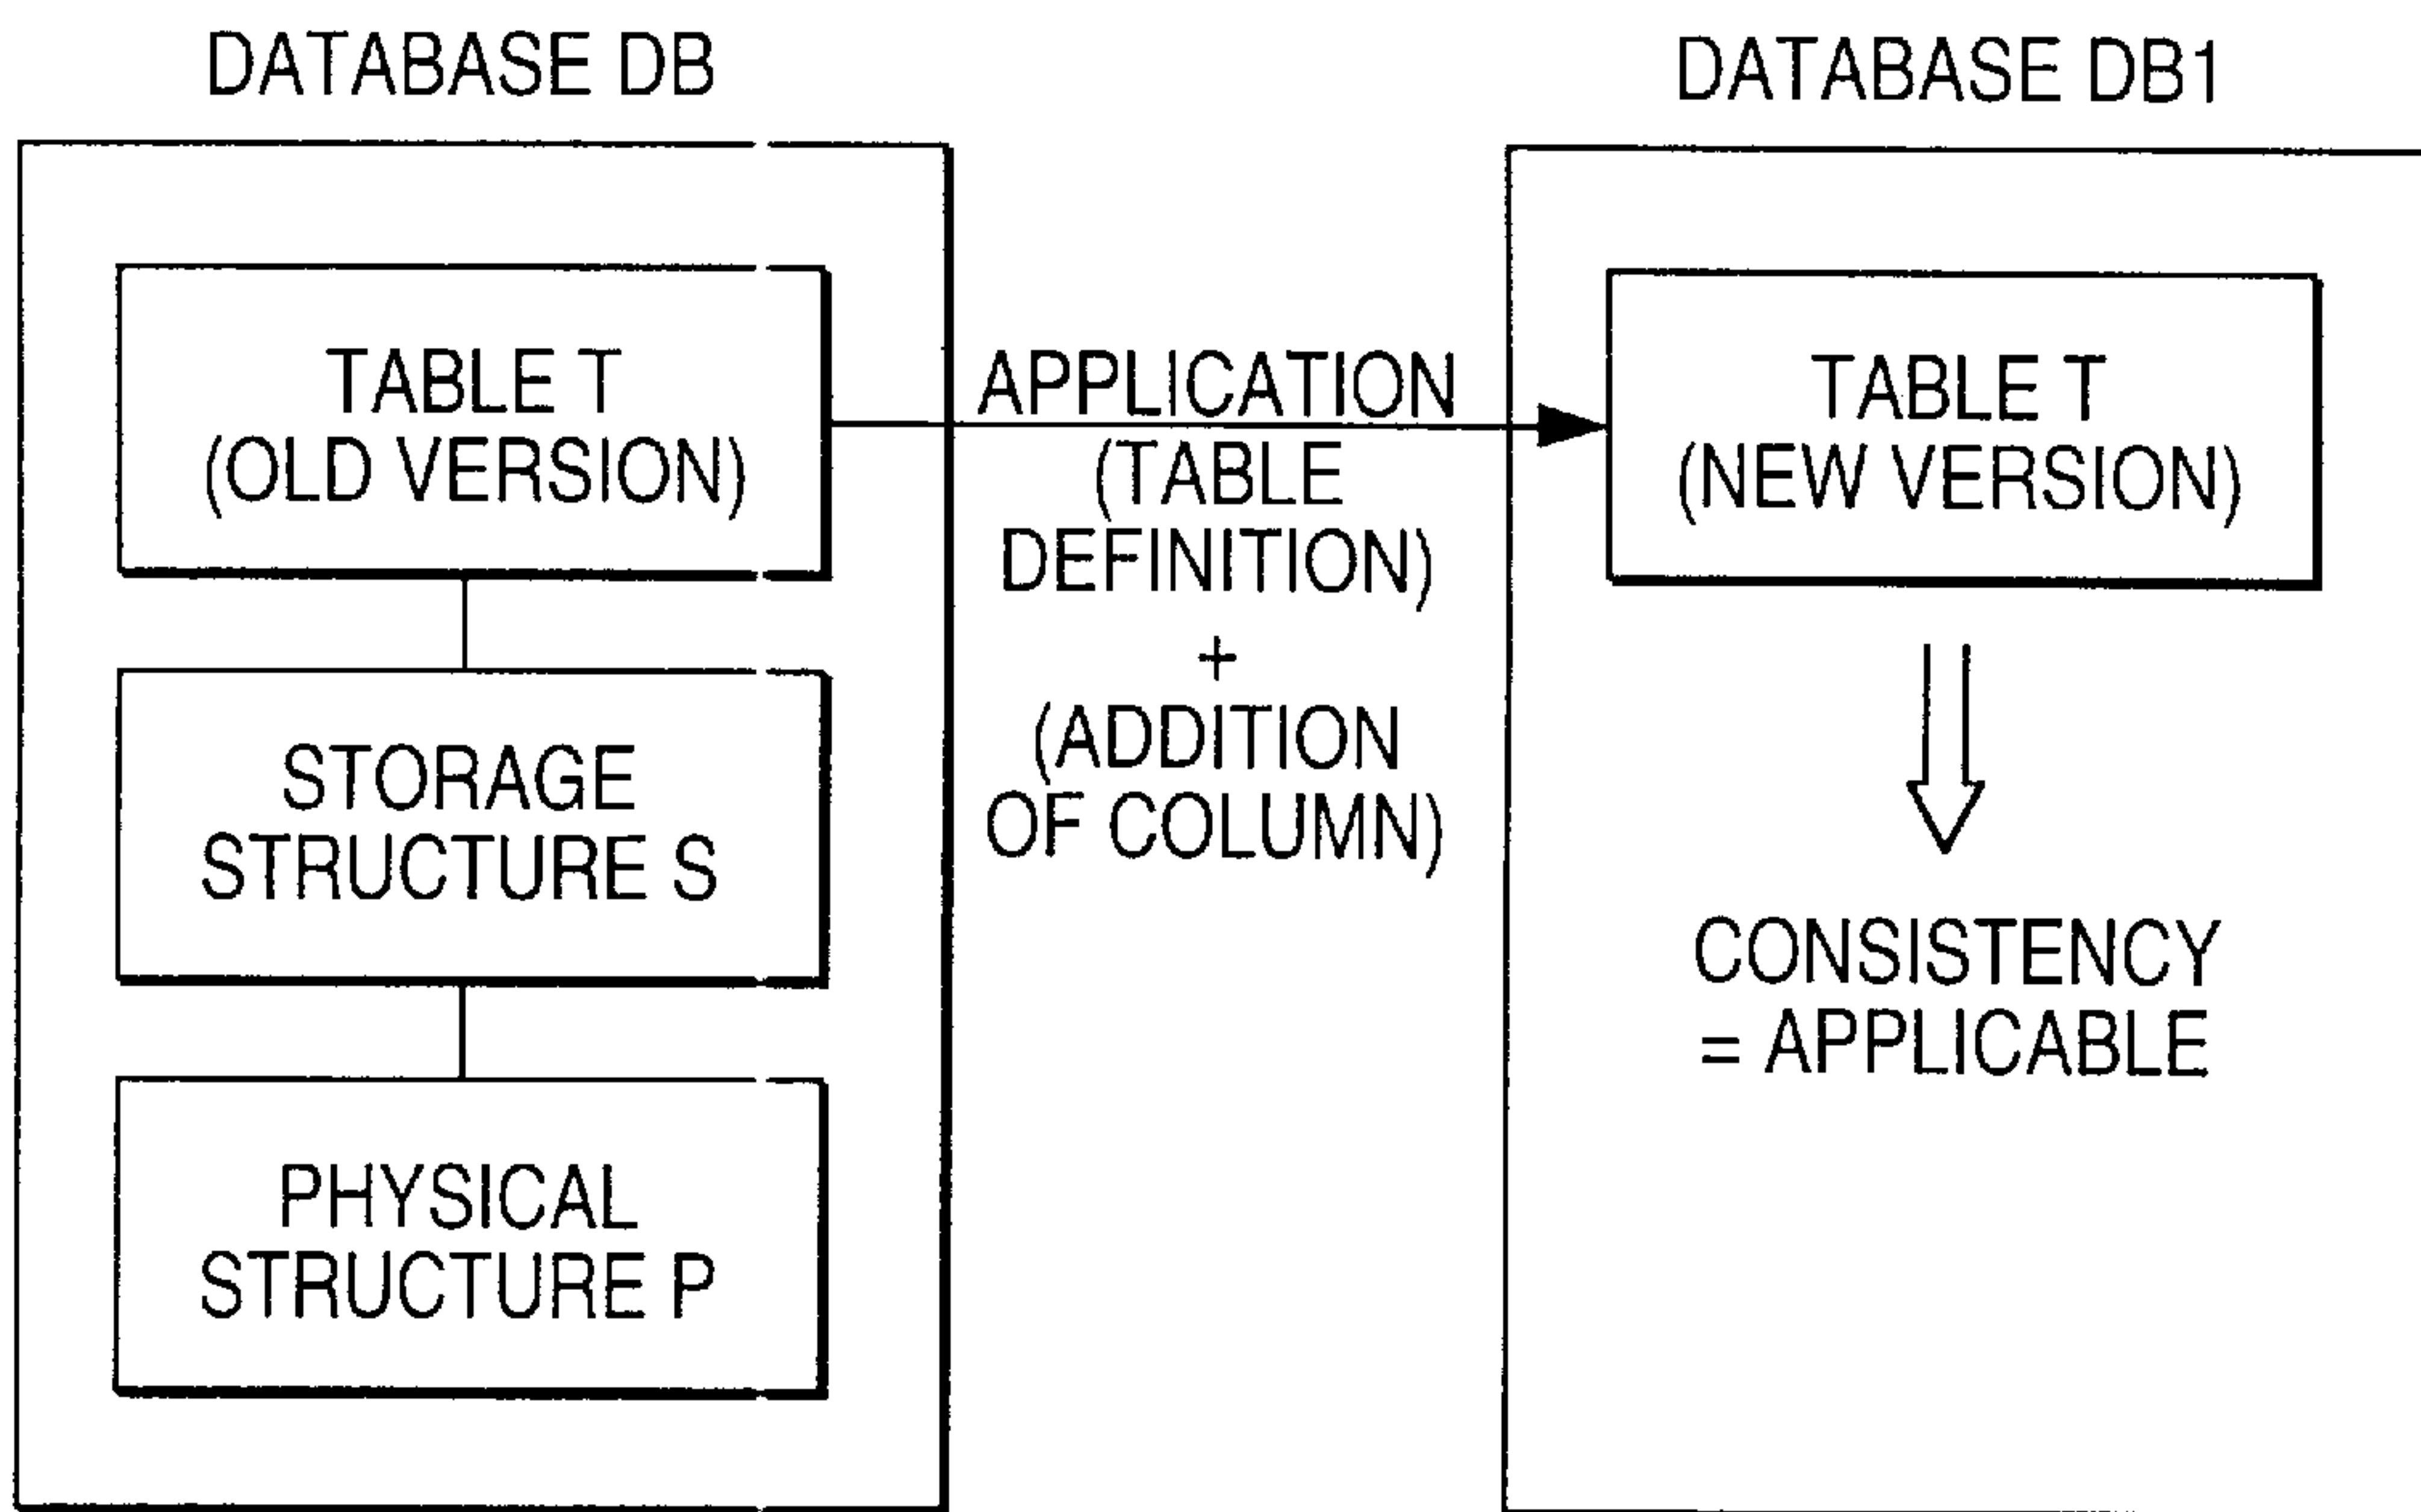 DATABASE DB
TABLE T
(OLD VERSION)
STORAGE
STRUCTURE S
PHYSICAL
STRUCTURE P
APPLICATION
(TABLE
DEFINITION)
+
(ADDITION
OF COLUMN)
DATABASE DB1
TABLE T
(NEW VERSION)
CONSISTENCY
= APPLICABLE